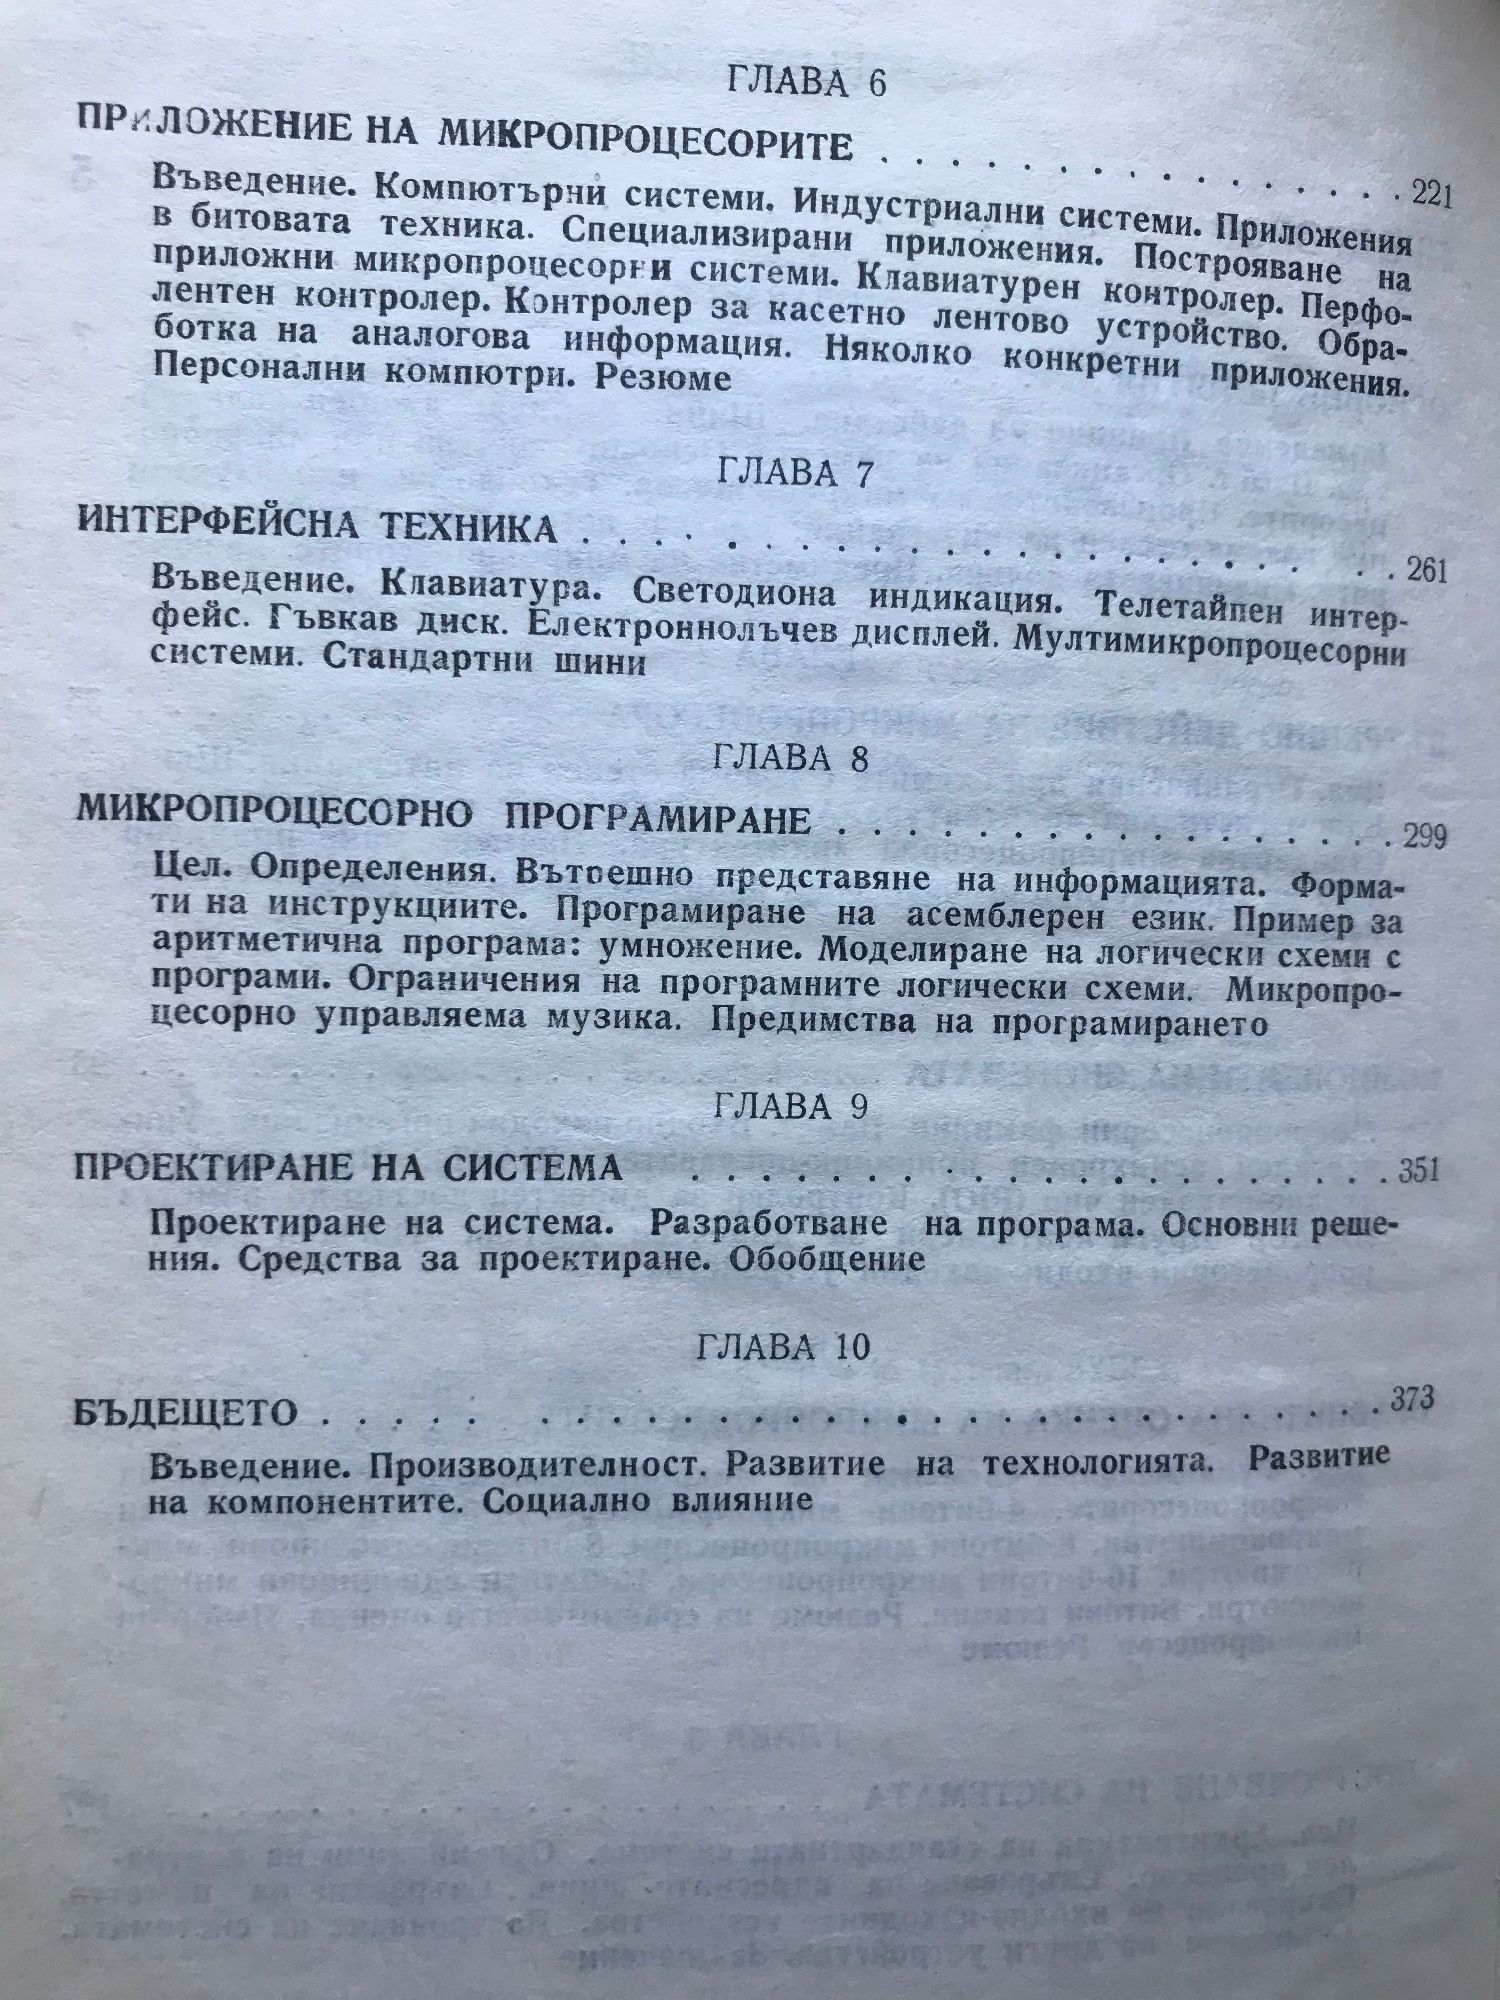 ГЛАВА 6
ПРИЛОЖЕНИЕ НА МИКРОПРОЦЕСОРИТЕ . . . . . . . . . . . . . . . 221
Въведение. Компютърни системи. Индустриални системи. Приложения
в битовата техника. Специализирани приложения. Построяване на
приложни микропроцесорни системи. Клавиатурен контролер. Перфо-
лентен контролер. Контролер за касетно лентово устройство. Обра-
ботка на аналогова информация. Няколко конкретни приложения.
Персонални компютри. Резюме
ГЛАВА 7
ИНТЕРФЕЙСНА ТЕХНИКА . . . . . . . . . . . . . . . . . . . . 261
Въведение. Клавиатура. Светодиона индикация. Телетайпен интер-
фейс. Гъвкав диск. Електроннолъчев дисплей. Мултимикропроцесорни
системи. Стандартни шини
ГЛАВА 8
МИКРОПРОЦЕСОРНО ПРОГРАМИРАНЕ . . . . . . . . . . . . . . . . 299
Цел. Определения. Вътрешно представяне на информацията. Форма-
ти на инструкциите. Програмиране на асемблерен език. Пример за
аритметична програма: умножение. Моделиране на логически схеми с
програми. Ограничения на програмните логически схеми. Микропро-
цесорно управляема музика. Предимства на програмирането
ГЛАВА 9
ПРОЕКТИРАНЕ НА СИСТЕМА . . . . . . . . . . . . . . . . . . . 351
Проектиране на система. Разработване на програма. Основни реше-
ния. Средства за проектиране. Обобщение
ГЛАВА 10
БЪДЕЩЕТО . . . . . . . . . . . . . . . . . . . . . . . . . . 373
Въведение. Производителност. Развитие на технологията. Развитие
на компонентите. Социално влияние